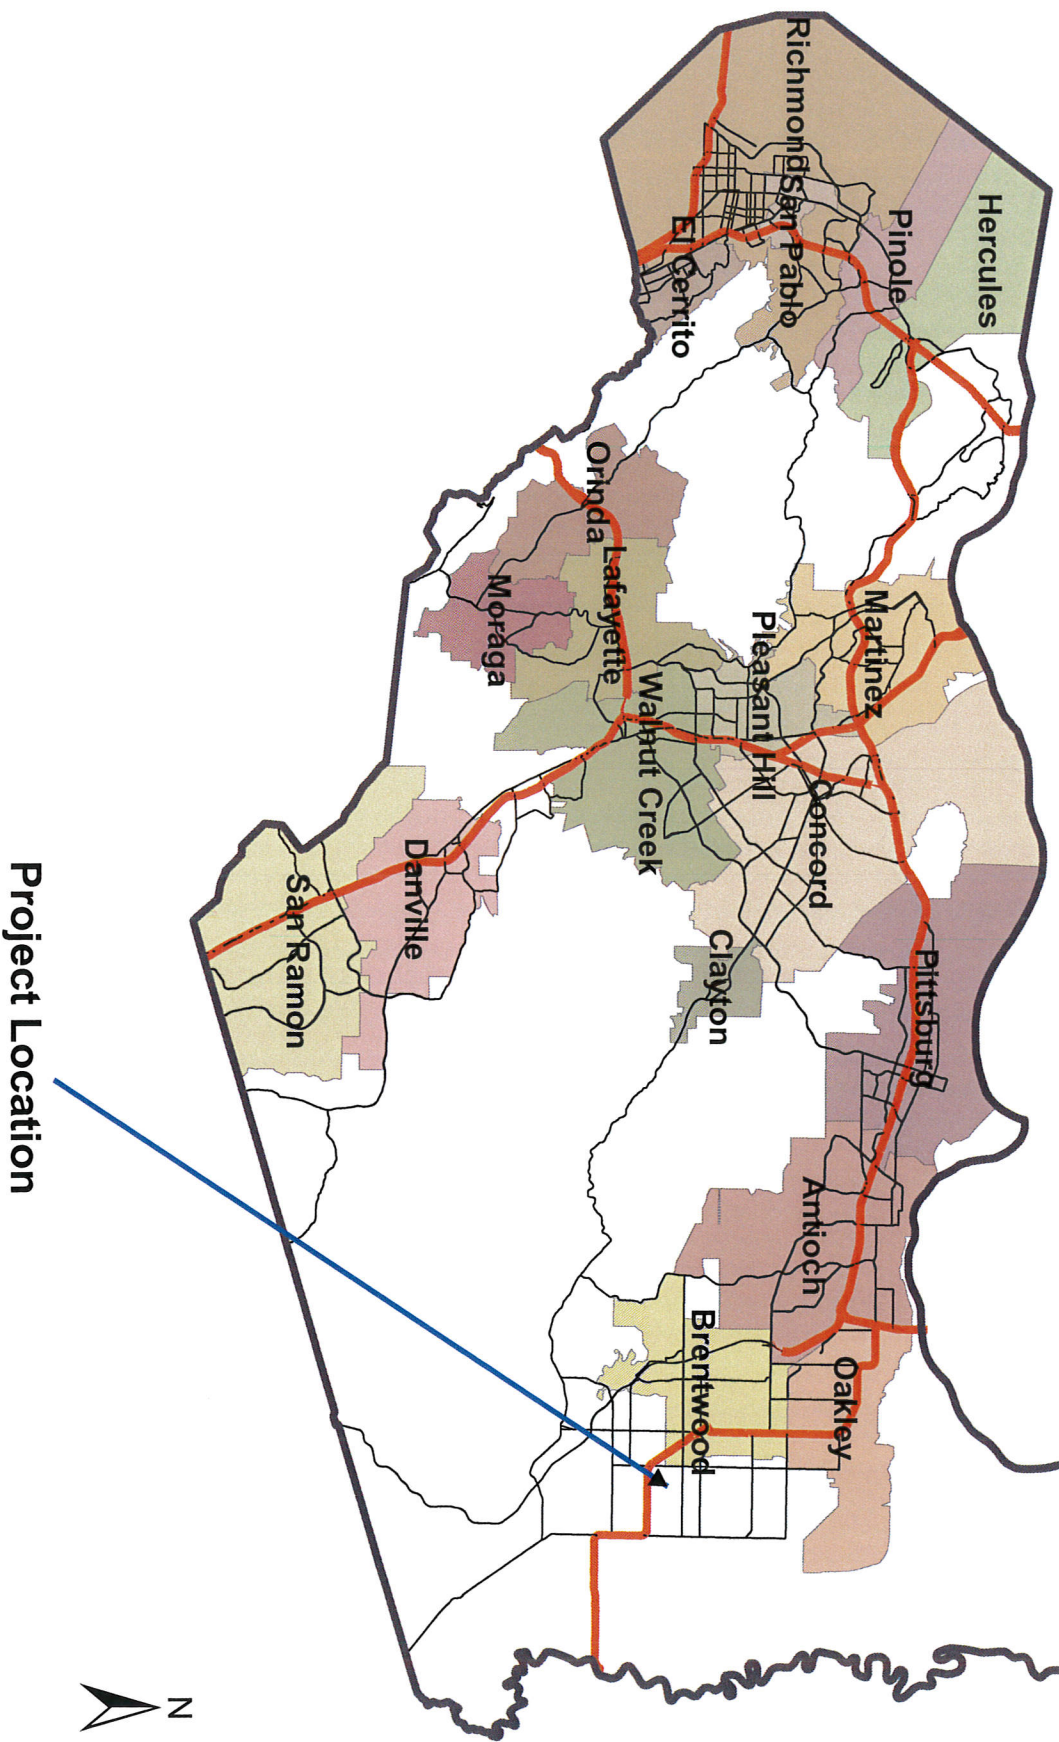 Hercules
Pinole
Richmond
San Pablo
El Cerrito
Martinez
Pleasant Hill
Concord
Pittsburg
Antioch
Oakley
Orinda
Lafayette
Moraga
Walnut Creek
Clayton
Brentwood
Danville
San Ramon
Project Location
N